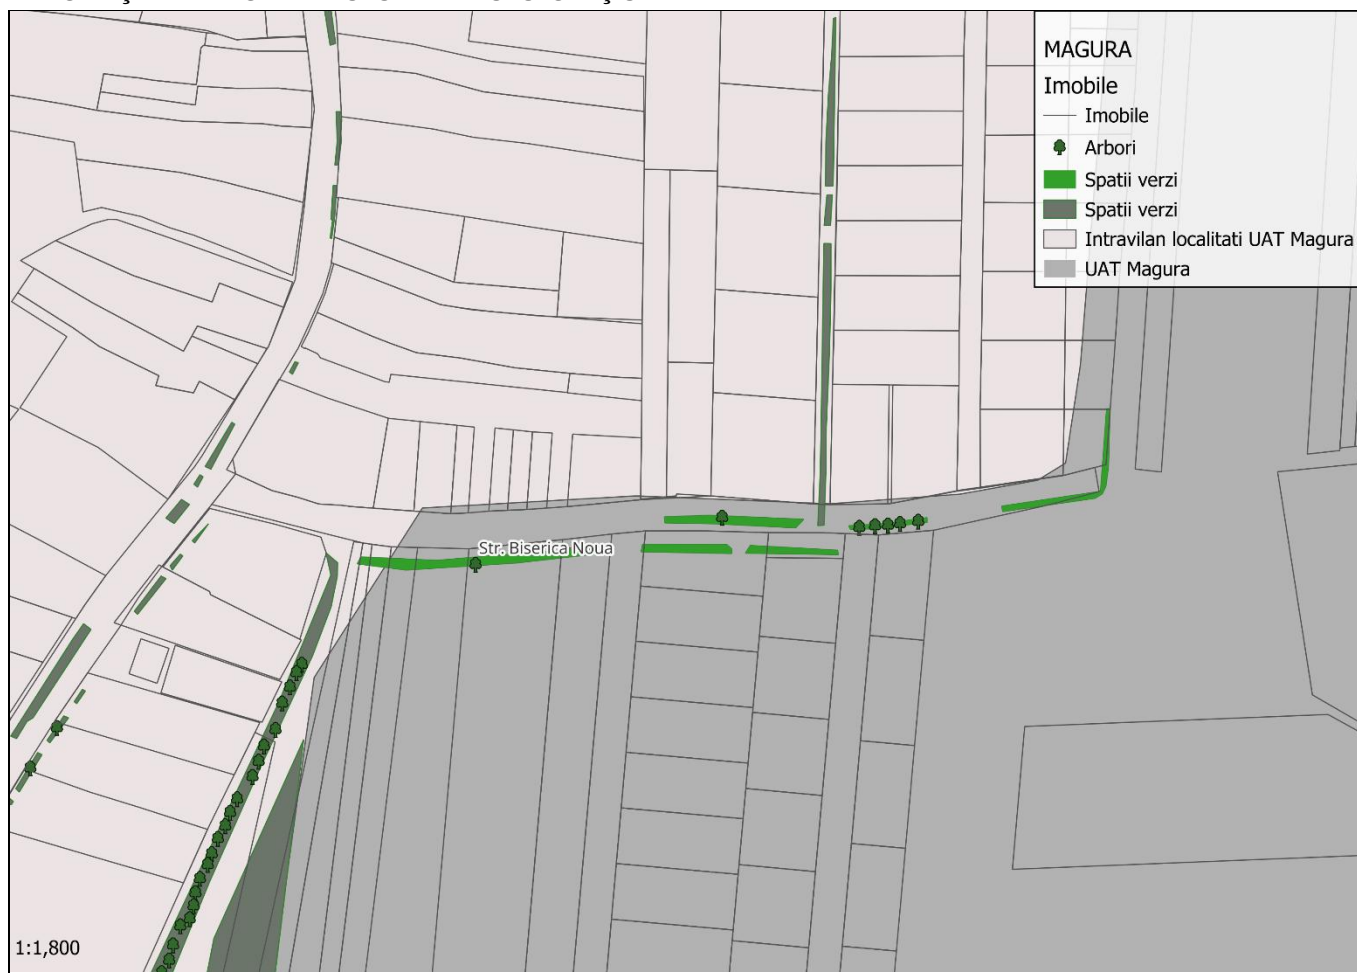 MAGURA
Imobile
Imobile
Arbori
Spatii verzi
Spatii verzi
Intravilan localitati UAT Magura
UAT Magura
Str. Biserica Noua
1:1,800